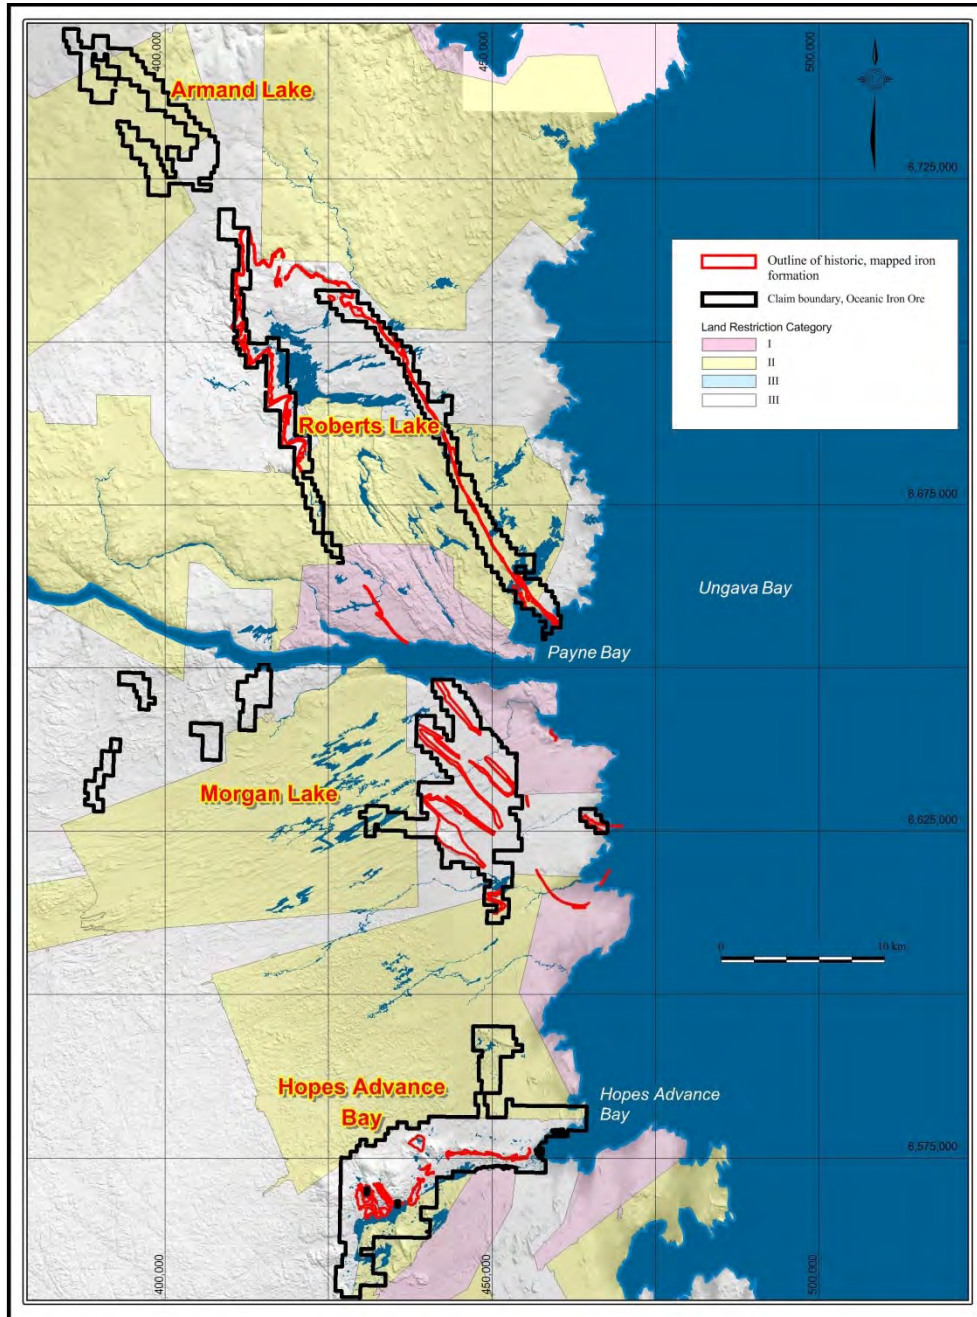 400,000
450,000
500,000
Armand Lake
6,725,000
Outline of historic, mapped iron
formation
Claim boundary, Oceanic Iron Ore
Land Restriction Category
I
II
III
III
Roberts Lake
6,675,000
Ungava Bay
Payne Bay
Morgan Lake
6,625,000
0
10 km
Hopes Advance
Bay
Hopes Advance
Bay
6,575,000
400,000
450,000
500,000